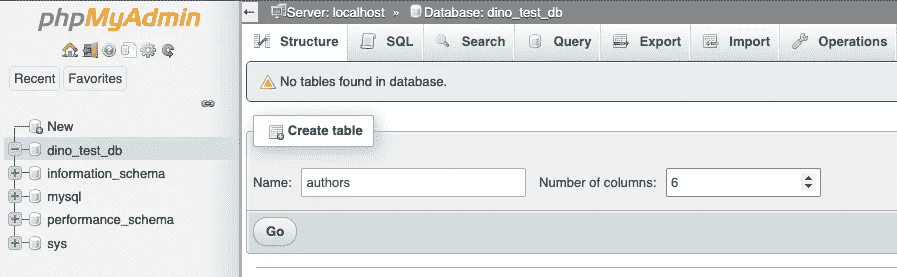 phpMyAdmin
Recent Favorites
New
dino_test_db
information_schema
mysql
performance_schema
sys
Server: localhost » Database: dino_test_db
Structure SQL Search Query Export Import Operations
No tables found in database.
Create table
Name: authors Number of columns: 6
Go